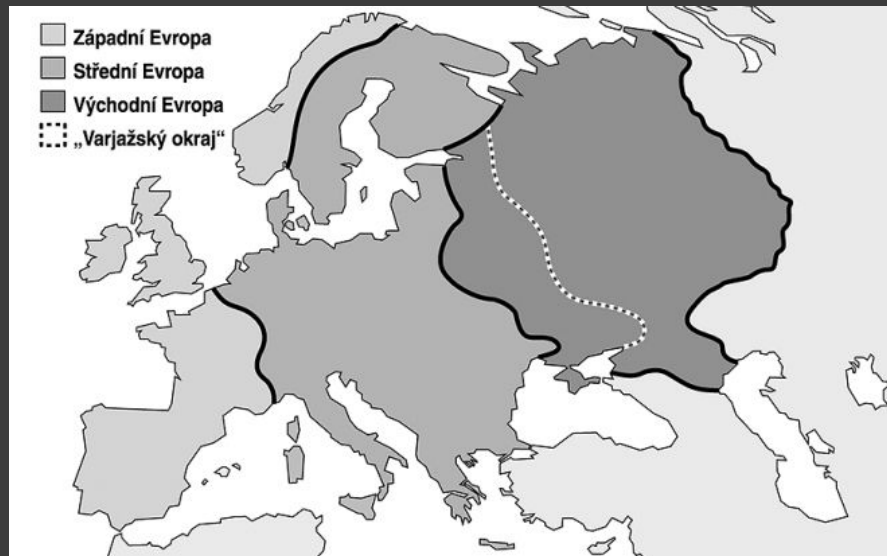 Západní Evropa
Střední Evropa
Východní Evropa
„Varjažský okraj“